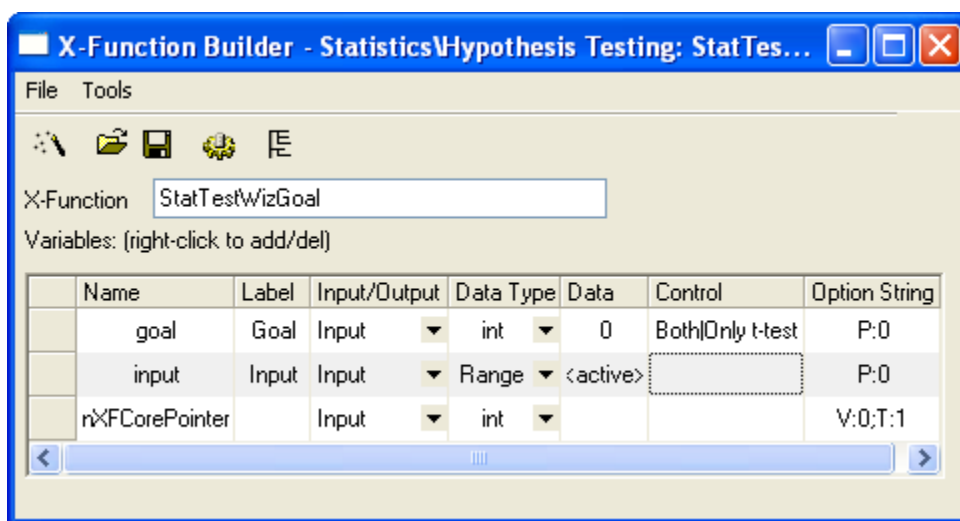 X-Function Builder - Statistics\Hypothesis Testing: StatTes...
File Tools
X-Function StatTestWizGoal
Variables: (right-click to add/del)
Name Label Input/Output Data Type Data Control Option String
goal Goal Input int 0 Both|Only t-test P:0
input Input Input Range <active> P:0
nXFCorePointer Input int V:0;T:1